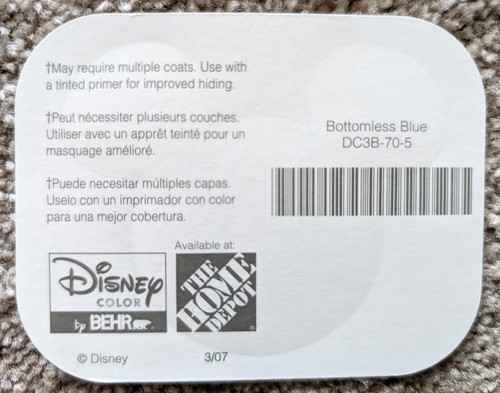 †May require multiple coats. Use with
a tinted primer for improved hiding.
†Peut nécessiter plusieurs couches.
Utiliser avec un apprêt teinté pour un
masquage amélioré.
†Puede necesitar múltiples capas.
Uselo con un imprimador con color
para una mejor cobertura.
Bottomless Blue
DC3B-70-5
Available at:
Disney
COLOR
by BEHR
THE
HOME
DEPOT
© Disney
3/07